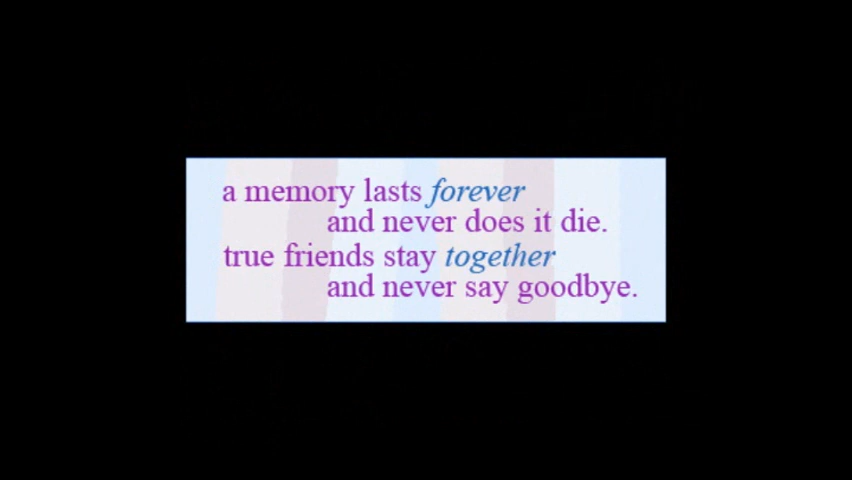 a memory lasts forever
and never does it die.
true friends stay together
and never say goodbye.